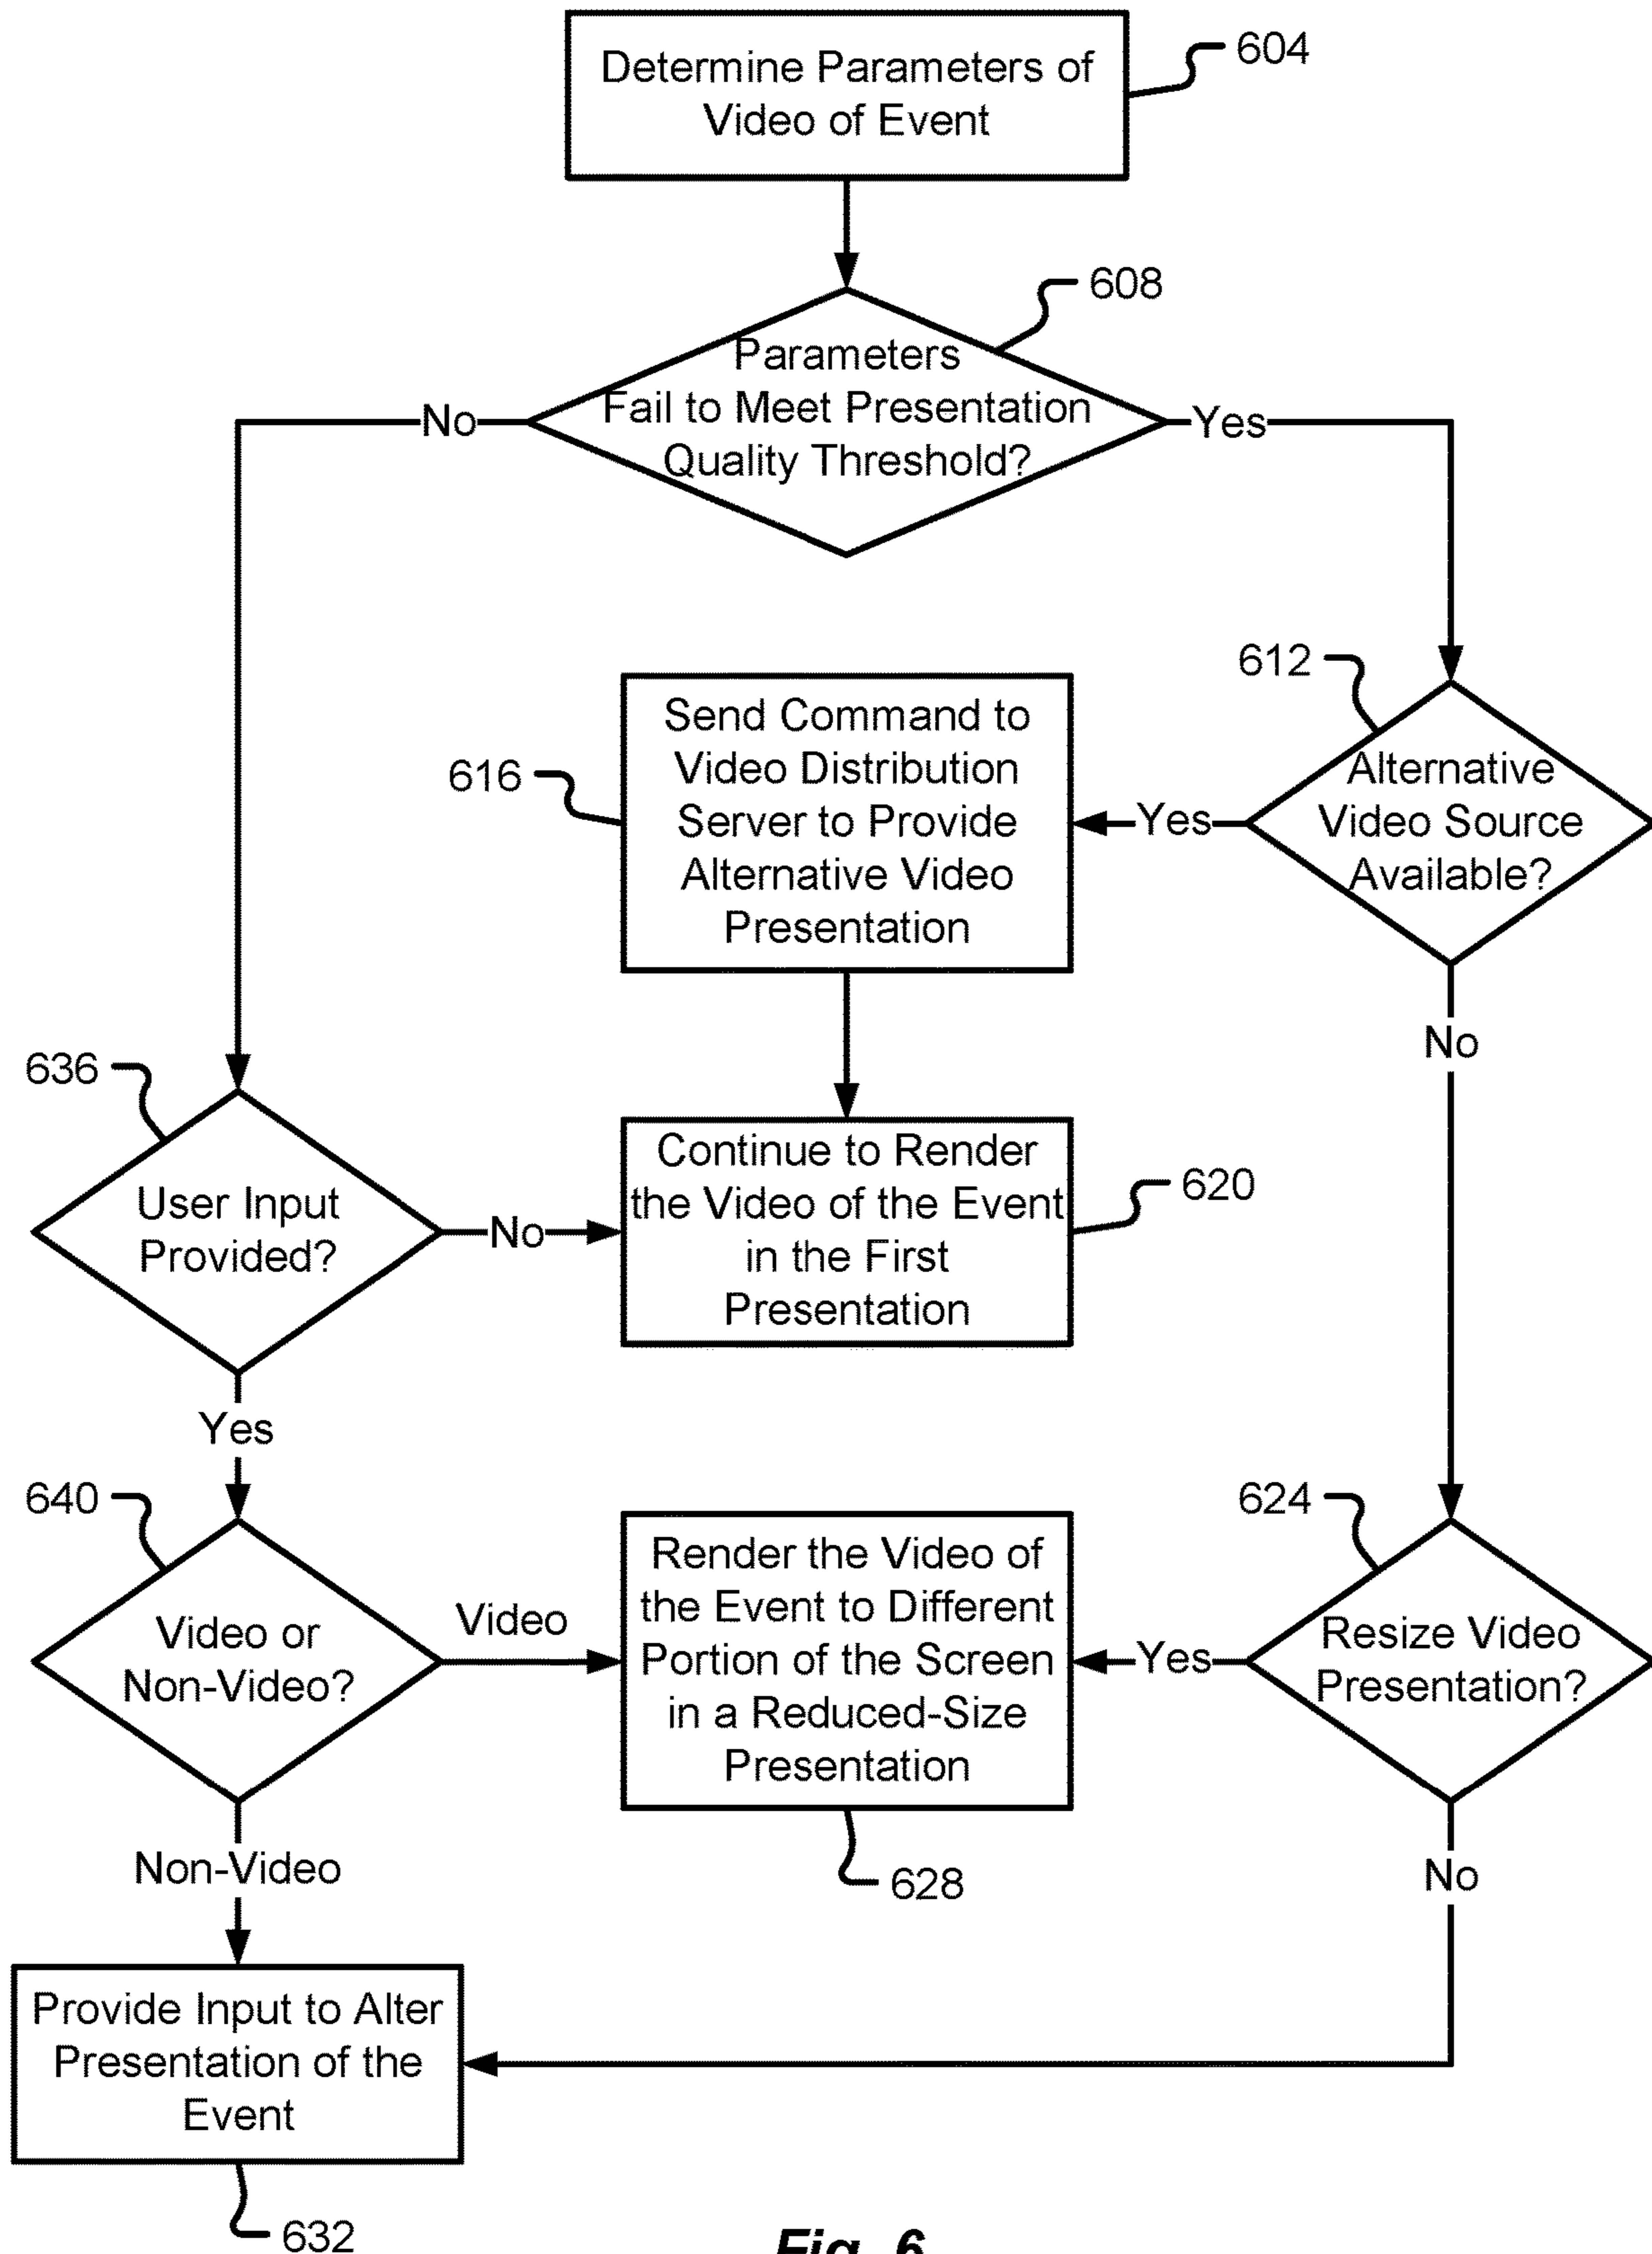 Determine Parameters of
Video of Event
604
608
Parameters
Fail to Meet Presentation
Quality Threshold?
No
Yes
612
Send Command to
Video Distribution
Server to Provide
Alternative Video
Presentation
616
Yes
Alternative
Video Source
Available?
No
636
User Input
Provided?
No
Continue to Render
the Video of the Event
in the First
Presentation
620
Yes
640
Video or
Non-Video?
Video
Render the Video of
the Event to Different
Portion of the Screen
in a Reduced-Size
Presentation
628
Yes
624
Resize Video
Presentation?
No
Non-Video
Provide Input to Alter
Presentation of the
Event
632
Fig. 6